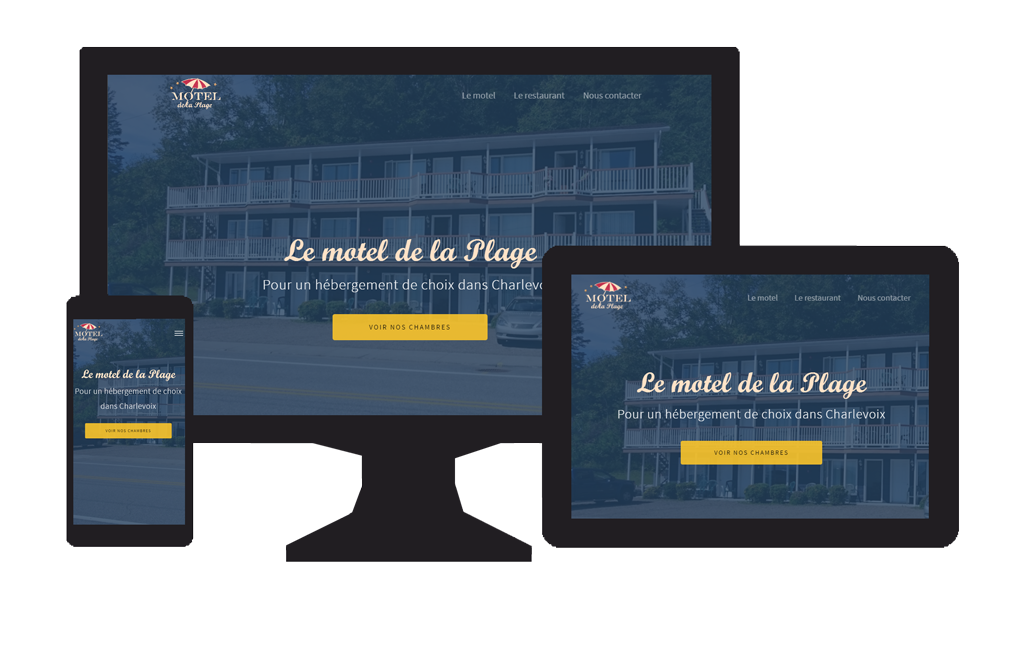 MOTEL
de la Plage
Le motel Le restaurant Nous contacter
Le motel de la Plage
Pour un hébergement de choix dans Charlevo
VOIR NOS CHAMBRES
MOTEL
de la Plage
Le motel de la Plage
Pour un hébergement de choix
dans Charlevoix
VOIR NOS CHAMBRES
MOTEL
de la Plage
Le motel Le restaurant Nous contacter
Le motel de la Plage
Pour un hébergement de choix dans Charlevoix
VOIR NOS CHAMBRES